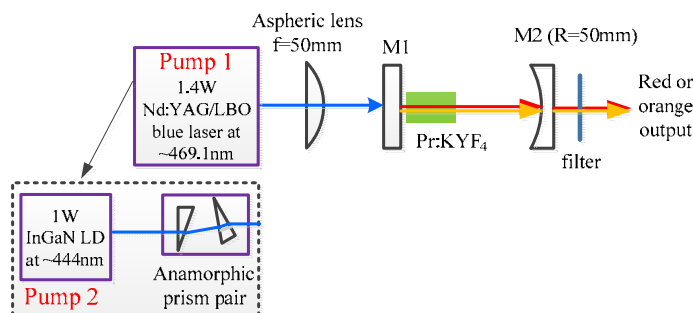 Aspheric lens
f=50mm
M1
M2 (R=50mm)
Pump 1
1.4W
Nd:YAG/LBO
blue laser at
~469.1nm
Red or
orange
output
Pr:KYF₄
filter
1W
InGaN LD
at ~444nm
Anamorphic
prism pair
Pump 2